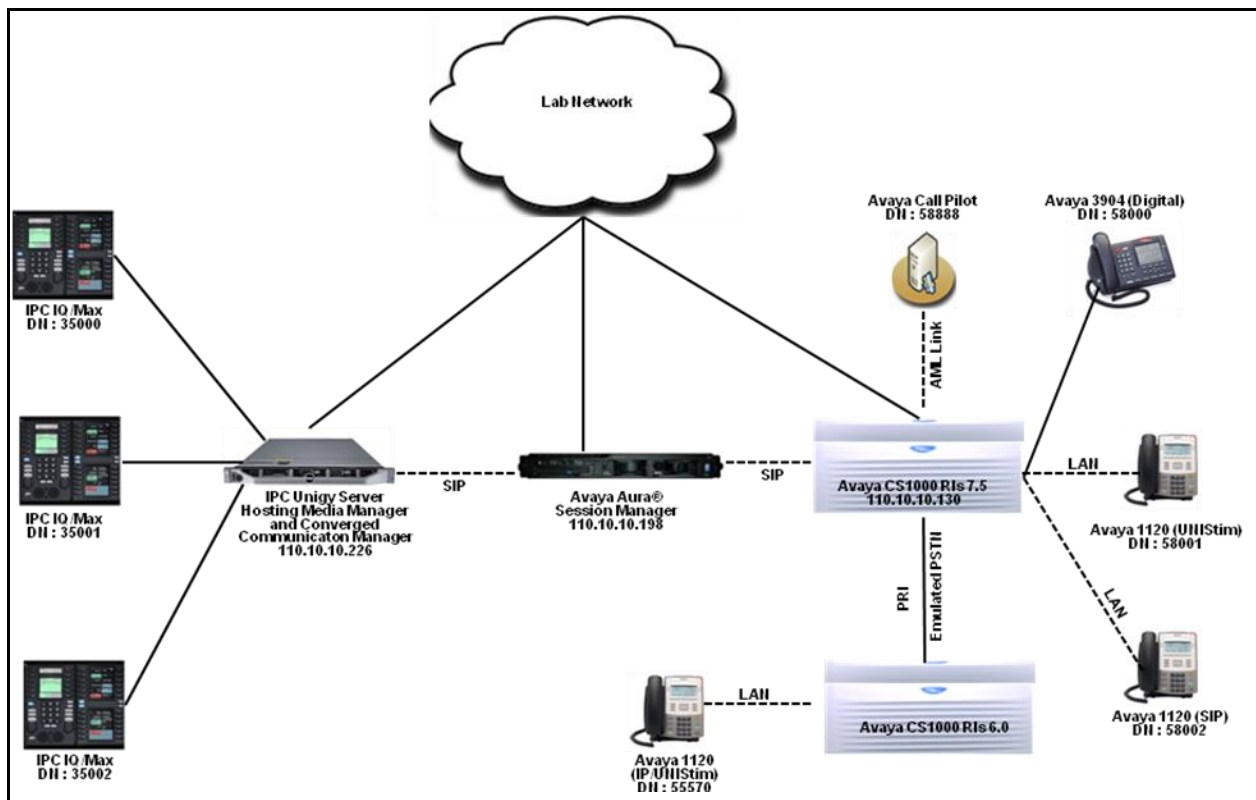 Lab Network
Avaya Call Pilot
DN : 58888
Avaya 3904 (Digital)
DN : 58000
AML Link
IPC IQ /Max
DN : 35000
IPC IQ /Max
DN : 35001
IPC IQ /Max
DN : 35002
IPC Unigy Server
Hosting Media Manager
and Converged
Communicaton Manager
110.10.10.226
SIP
Avaya Aura®
Session Manager
110.10.10.198
SIP
Avaya CS1000 Rls 7.5
110.10.10.130
LAN
Avaya 1120 (UNIStim)
DN : 58001
LAN
Avaya 1120 (SIP)
DN : 58002
PRI
Emulated PSTN
Avaya CS1000 Rls 6.0
LAN
Avaya 1120
(IP/UNIStim)
DN : 55570